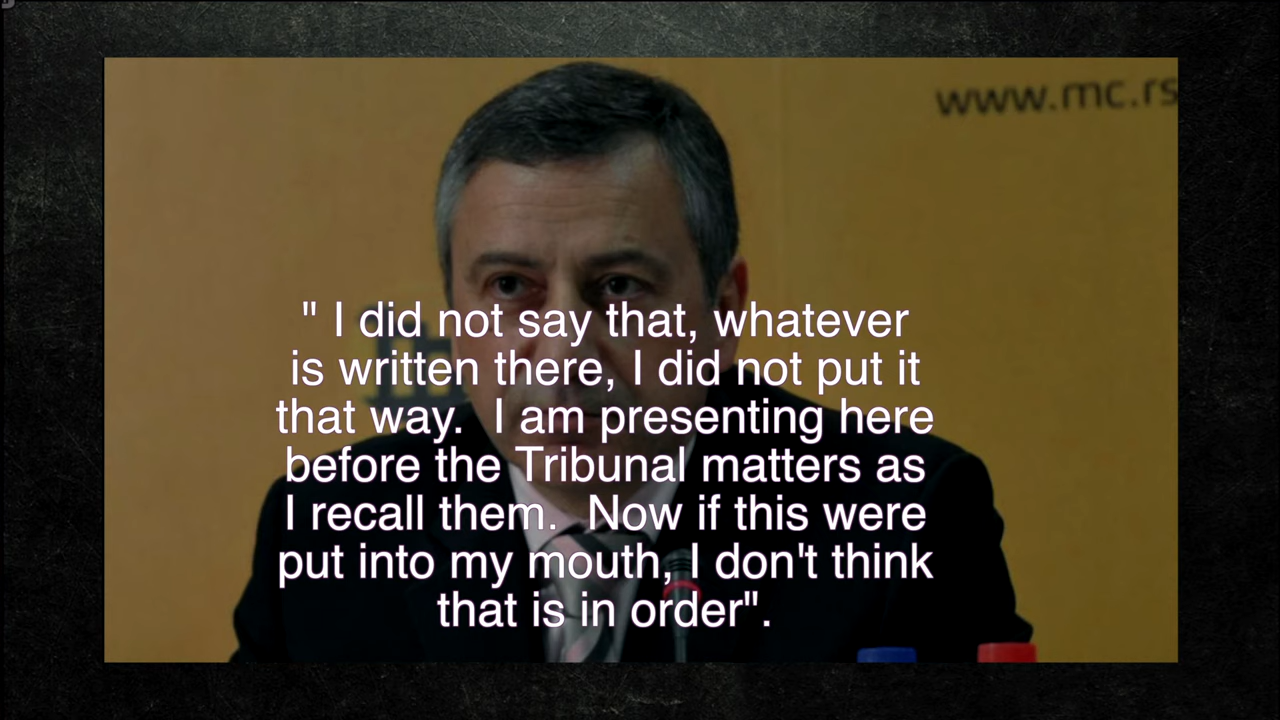 www.mc.rs
" I did not say that, whatever
is written there, I did not put it
that way.  I am presenting here
before the Tribunal matters as
I recall them.  Now if this were
put into my mouth, I don't think
that is in order".